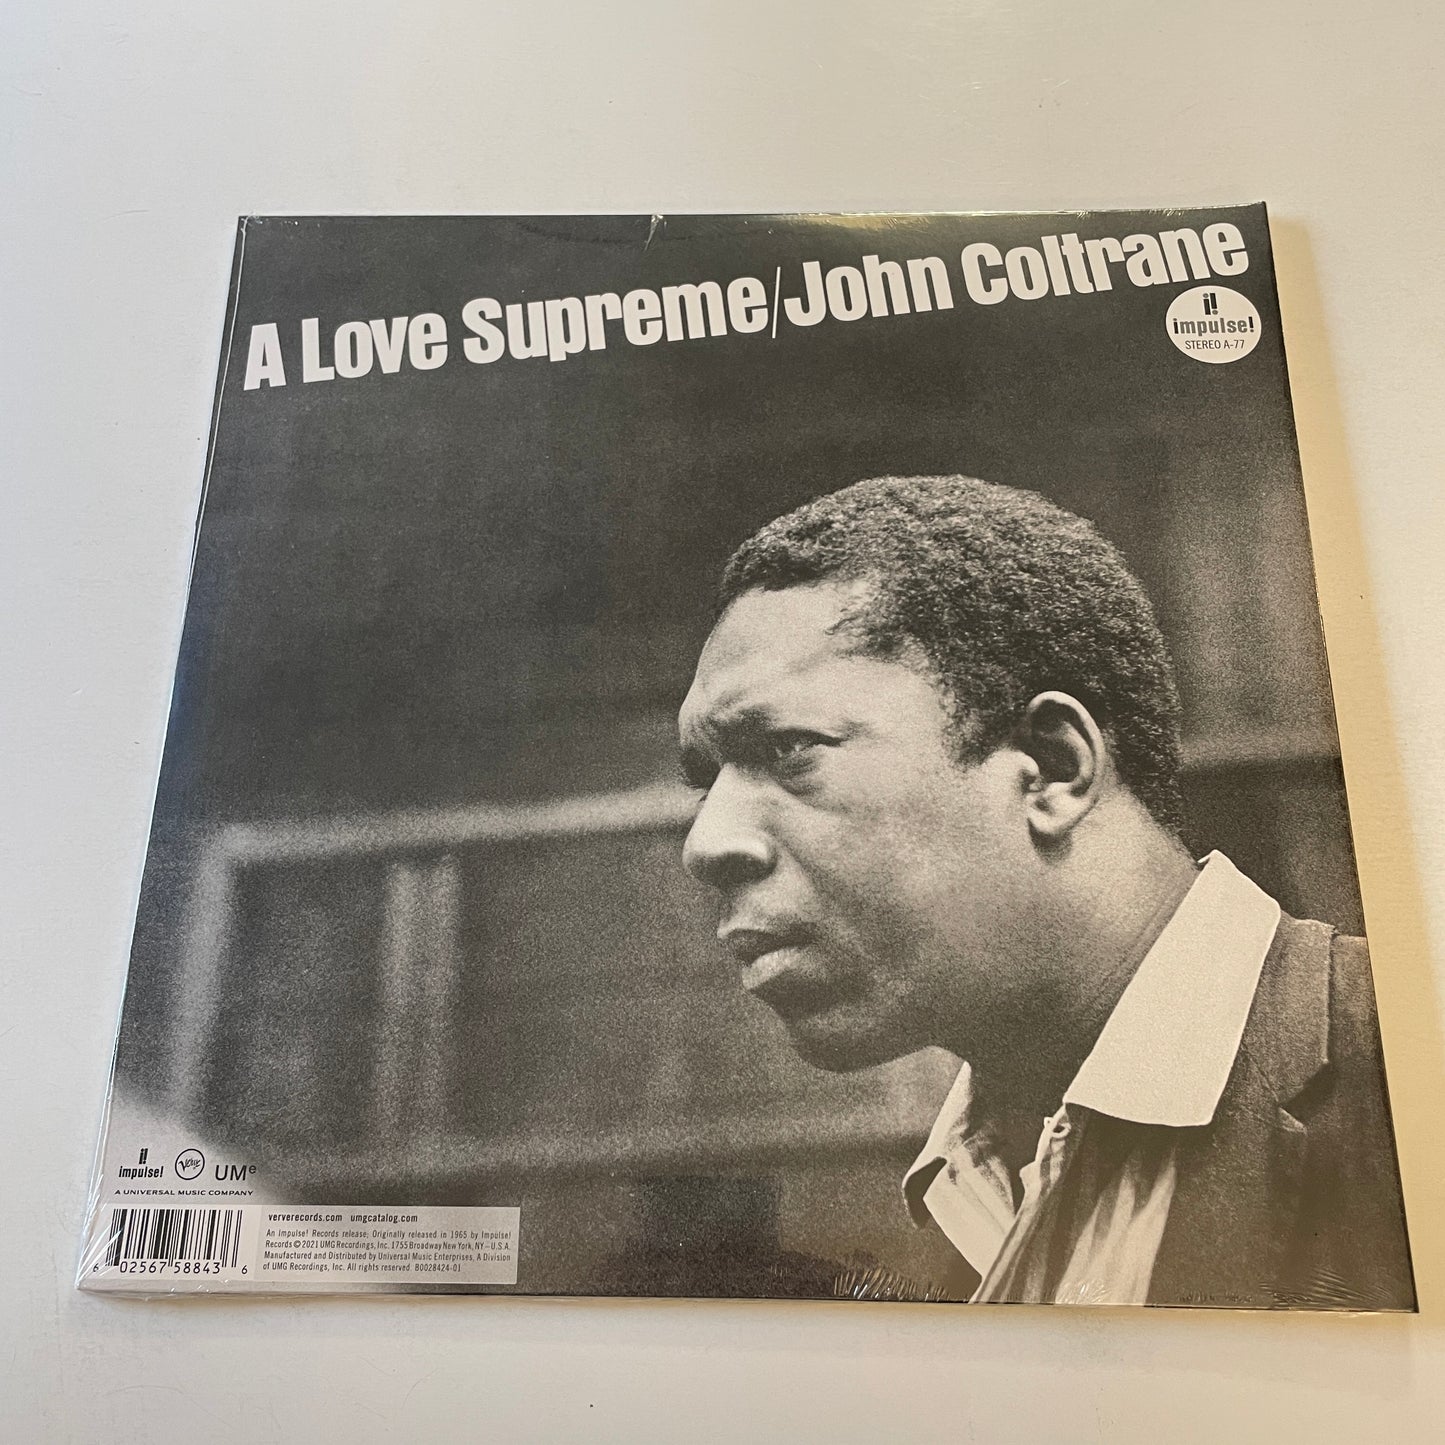 A Love Supreme/John Coltrane
impulse!
STEREO A-77
impulse!
Verve
UMe
A UNIVERSAL MUSIC COMPANY
ververecords.com umgcatalog.com
An Impulse! Records release; Originally released in 1965 by Impulse!
Records © 2021 UMG Recordings, Inc. 1755 Broadway New York, NY – U.S.A.
Manufactured and Distributed by Universal Music Enterprises, A Division
of UMG Recordings, Inc. All rights reserved. B0028424-01
6 02567 58843 6